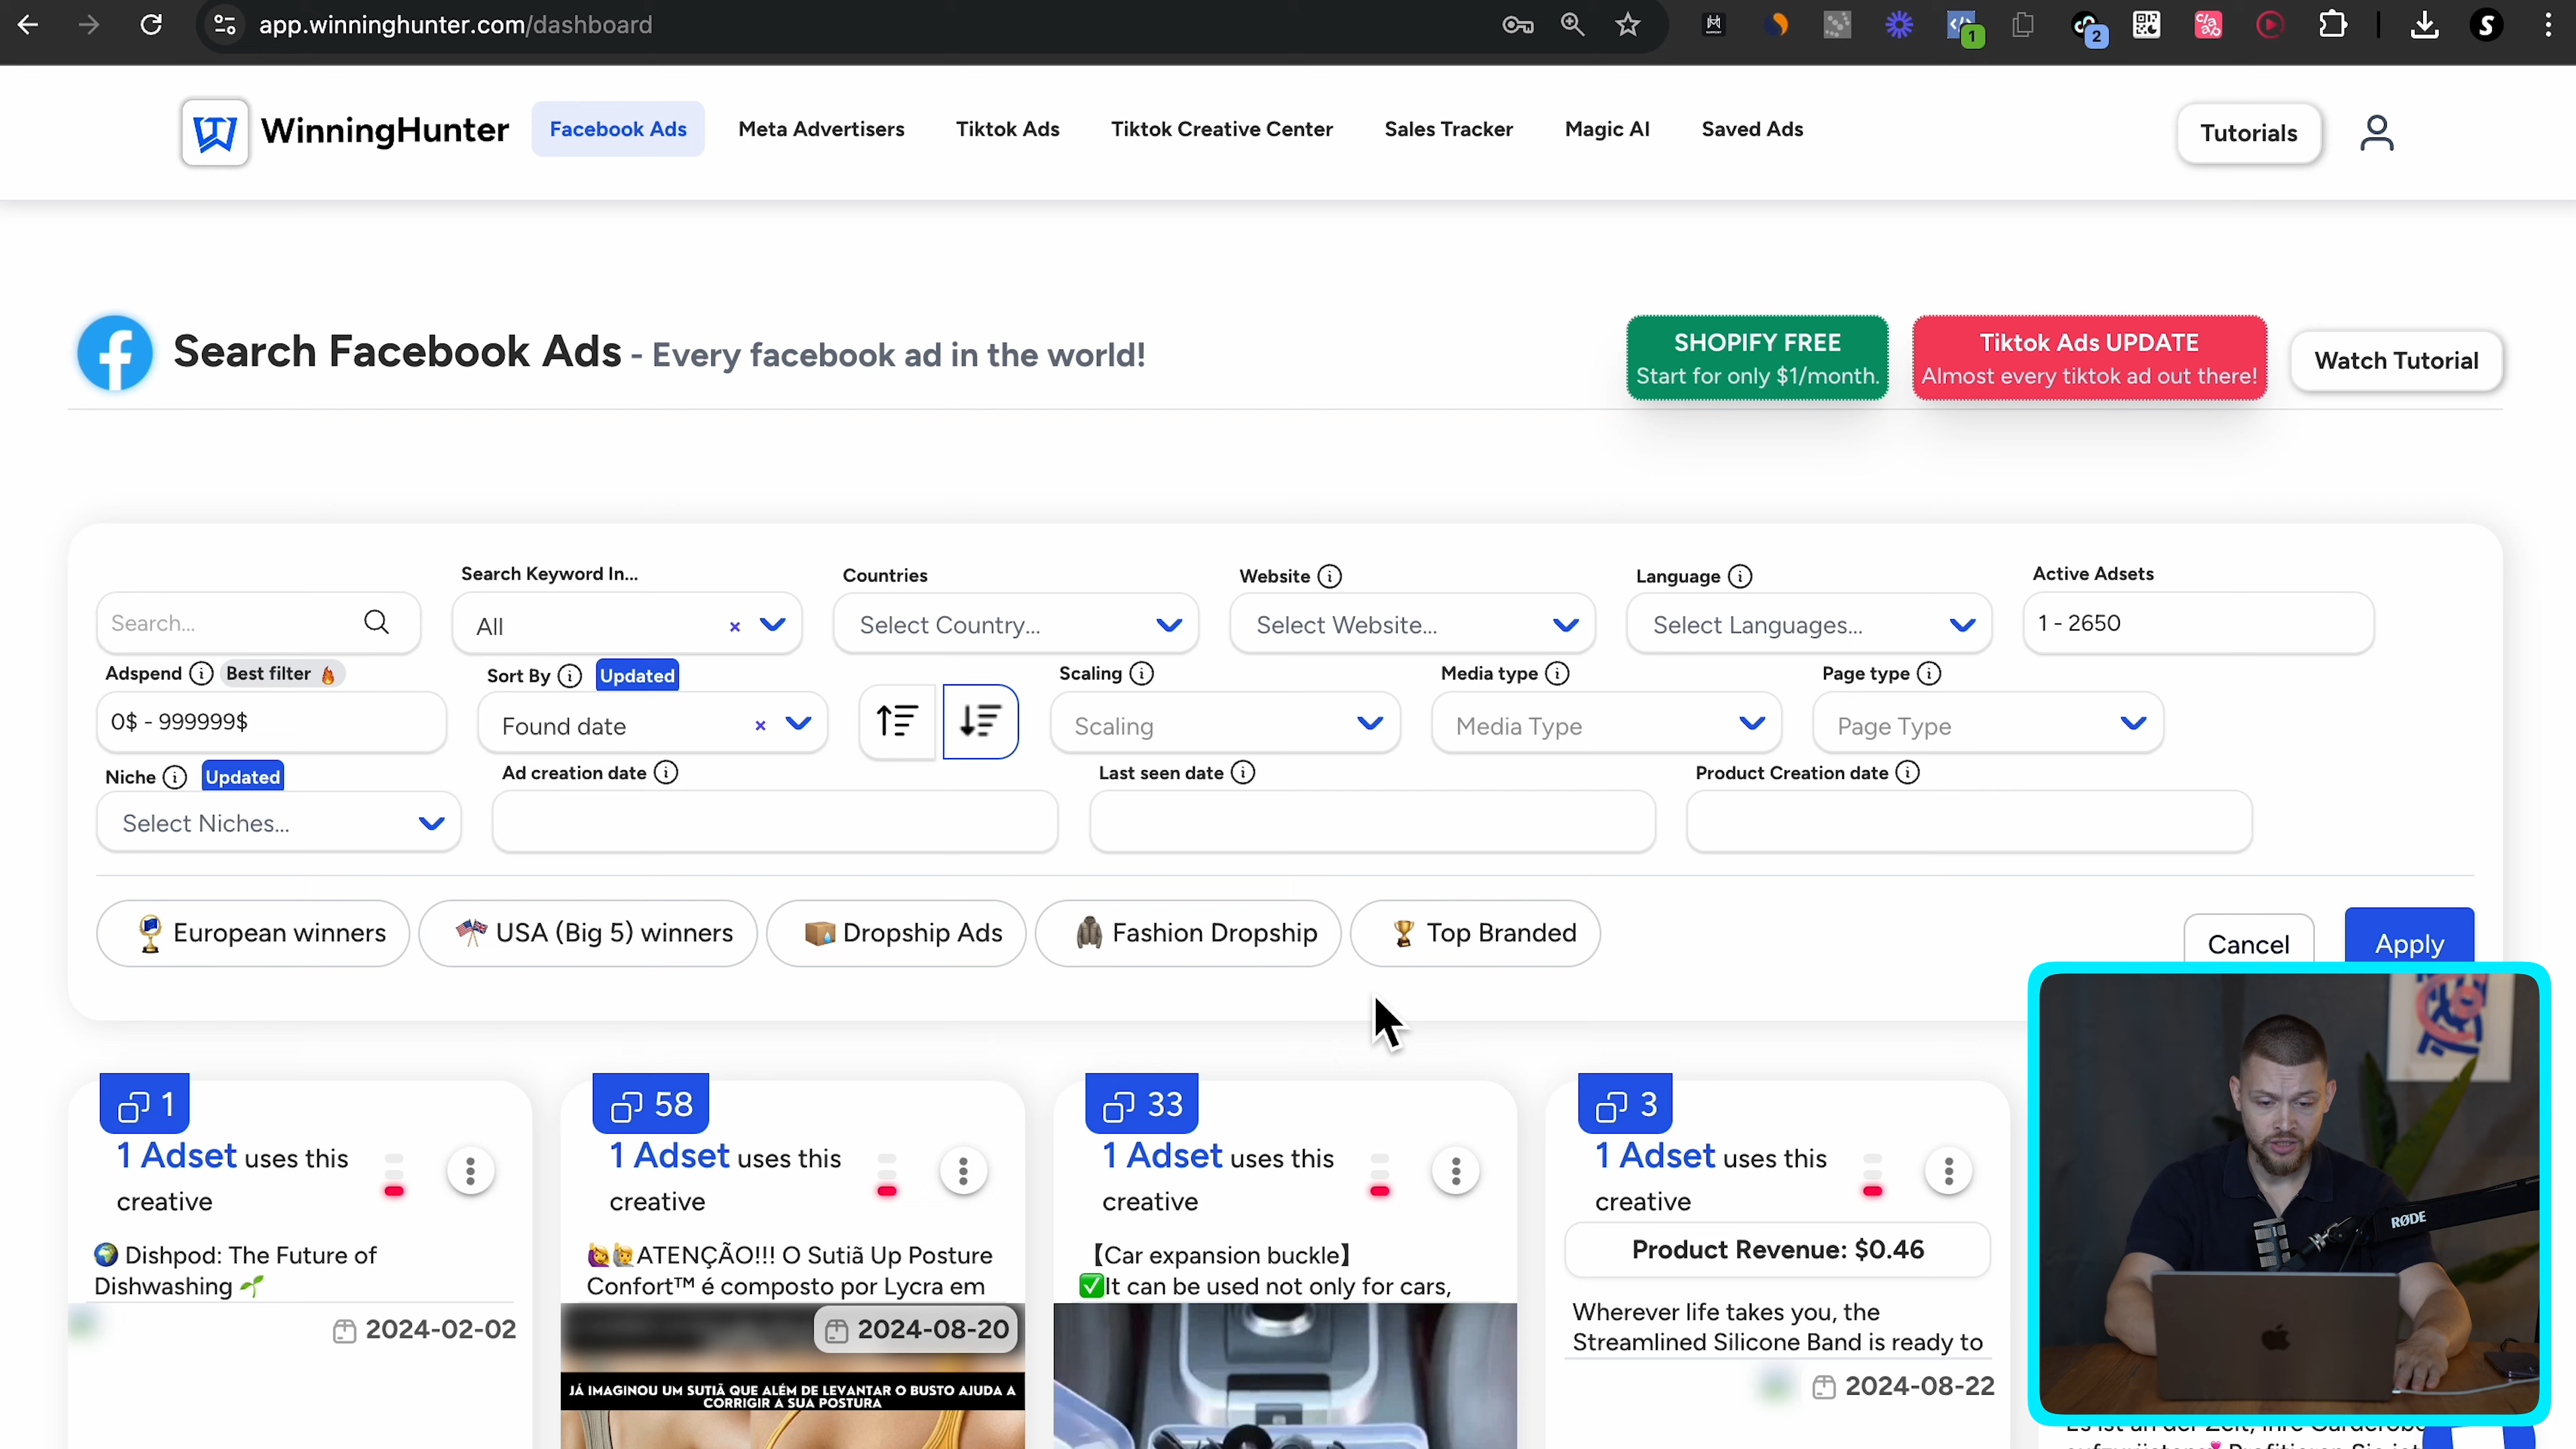 app.winninghunter.com/dashboard
1
2
WinningHunter
Facebook Ads
Meta Advertisers
Tiktok Ads
Tiktok Creative Center
Sales Tracker
Magic AI
Saved Ads
Tutorials
Search Facebook Ads - Every facebook ad in the world!
SHOPIFY FREE
Start for only $1/month.
Tiktok Ads UPDATE
Almost every tiktok ad out there!
Watch Tutorial
Search...
Search Keyword In...
All
Countries
Select Country...
Website
Select Website...
Language
Select Languages...
Active Adsets
1 - 2650
Adspend
Best filter 🔥
0$ - 999999$
Sort By
Updated
Found date
Scaling
Scaling
Media type
Media Type
Page type
Page Type
Niche
Updated
Select Niches...
Ad creation date
Last seen date
Product Creation date
European winners
USA (Big 5) winners
Dropship Ads
Fashion Dropship
Top Branded
Cancel
Apply
1
1 Adset uses this
creative
🌍 Dishpod: The Future of
Dishwashing 🌱
2024-02-02
58
1 Adset uses this
creative
🙋‍♀️🙋ATENÇÃO!!! O Sutiã Up Posture
Confort™ é composto por Lycra em
2024-08-20
JÁ IMAGINOU UM SUTIÃ QUE ALÉM DE LEVANTAR O BUSTO AJUDA A
CORRIGIR A SUA POSTURA
33
1 Adset uses this
creative
【Car expansion buckle】
✅It can be used not only for cars,
3
1 Adset uses this
creative
Product Revenue: $0.46
Wherever life takes you, the
Streamlined Silicone Band is ready to
2024-08-22
RØDE